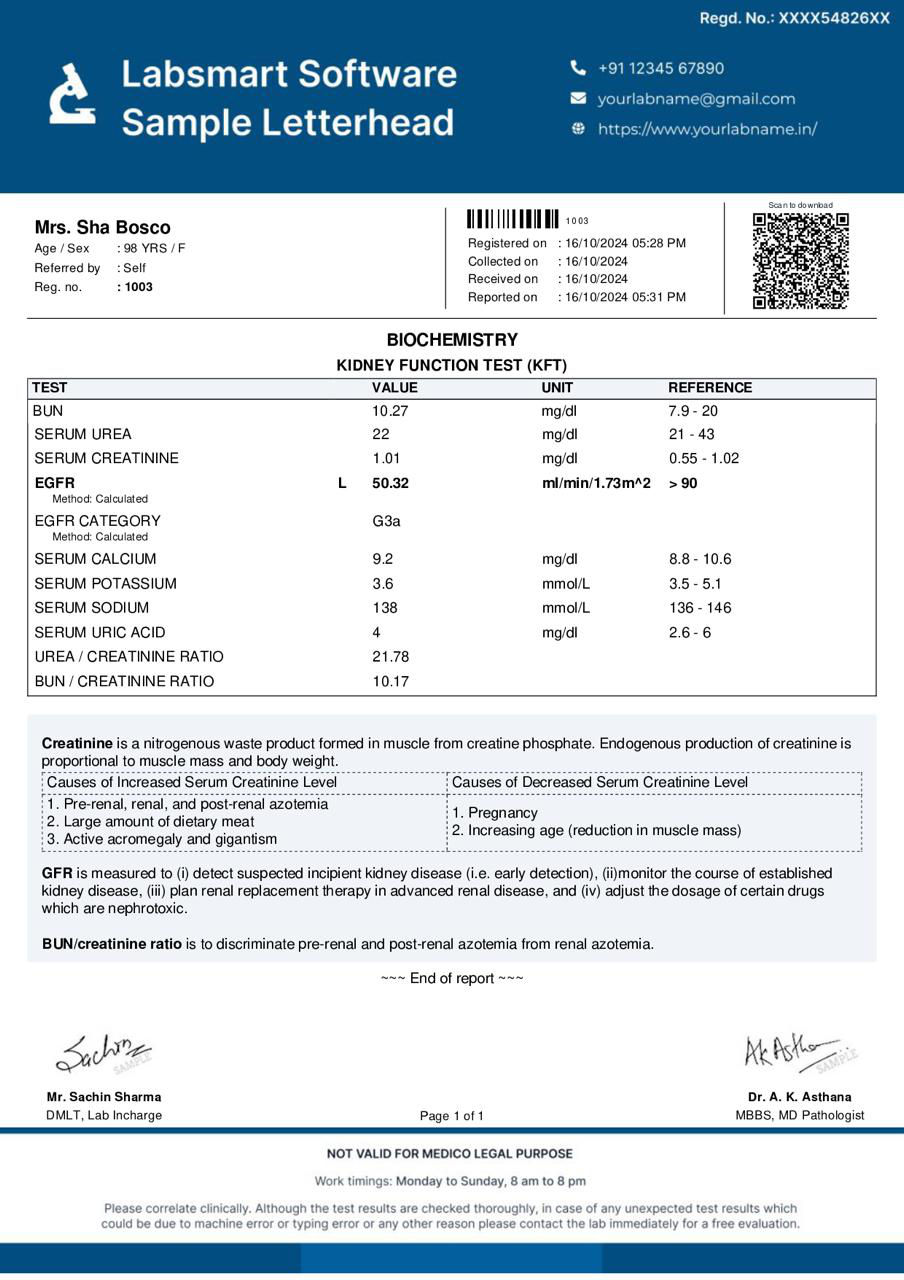 Regd. No.: XXXX54826XX
Labsmart Software
Sample Letterhead
+91 12345 67890
yourlabname@gmail.com
https://www.yourlabname.in/
Mrs. Sha Bosco
Age / Sex : 98 YRS / F
Referred by : Self
Reg. no. : 1003
1003
Registered on : 16/10/2024 05:28 PM
Collected on : 16/10/2024
Received on : 16/10/2024
Reported on : 16/10/2024 05:31 PM
Scan to download
BIOCHEMISTRY
KIDNEY FUNCTION TEST (KFT)
TEST VALUE UNIT REFERENCE
BUN 10.27 mg/dl 7.9 - 20
SERUM UREA 22 mg/dl 21 - 43
SERUM CREATININE 1.01 mg/dl 0.55 - 1.02
EGFR L 50.32 ml/min/1.73m^2 > 90
Method: Calculated
EGFR CATEGORY G3a
Method: Calculated
SERUM CALCIUM 9.2 mg/dl 8.8 - 10.6
SERUM POTASSIUM 3.6 mmol/L 3.5 - 5.1
SERUM SODIUM 138 mmol/L 136 - 146
SERUM URIC ACID 4 mg/dl 2.6 - 6
UREA / CREATININE RATIO 21.78
BUN / CREATININE RATIO 10.17
Creatinine is a nitrogenous waste product formed in muscle from creatine phosphate. Endogenous production of creatinine is
proportional to muscle mass and body weight.
Causes of Increased Serum Creatinine Level
1. Pre-renal, renal, and post-renal azotemia
2. Large amount of dietary meat
3. Active acromegaly and gigantism
Causes of Decreased Serum Creatinine Level
1. Pregnancy
2. Increasing age (reduction in muscle mass)
GFR is measured to (i) detect suspected incipient kidney disease (i.e. early detection), (ii)monitor the course of established
kidney disease, (iii) plan renal replacement therapy in advanced renal disease, and (iv) adjust the dosage of certain drugs
which are nephrotoxic.
BUN/creatinine ratio is to discriminate pre-renal and post-renal azotemia from renal azotemia.
~~~ End of report ~~~
Sachin
SAMPLE
Mr. Sachin Sharma
DMLT, Lab Incharge
Page 1 of 1
AK Asthana
SAMPLE
Dr. A. K. Asthana
MBBS, MD Pathologist
NOT VALID FOR MEDICO LEGAL PURPOSE
Work timings: Monday to Sunday, 8 am to 8 pm
Please correlate clinically. Although the test results are checked thoroughly, in case of any unexpected test results which
could be due to machine error or typing error or any other reason please contact the lab immediately for a free evaluation.